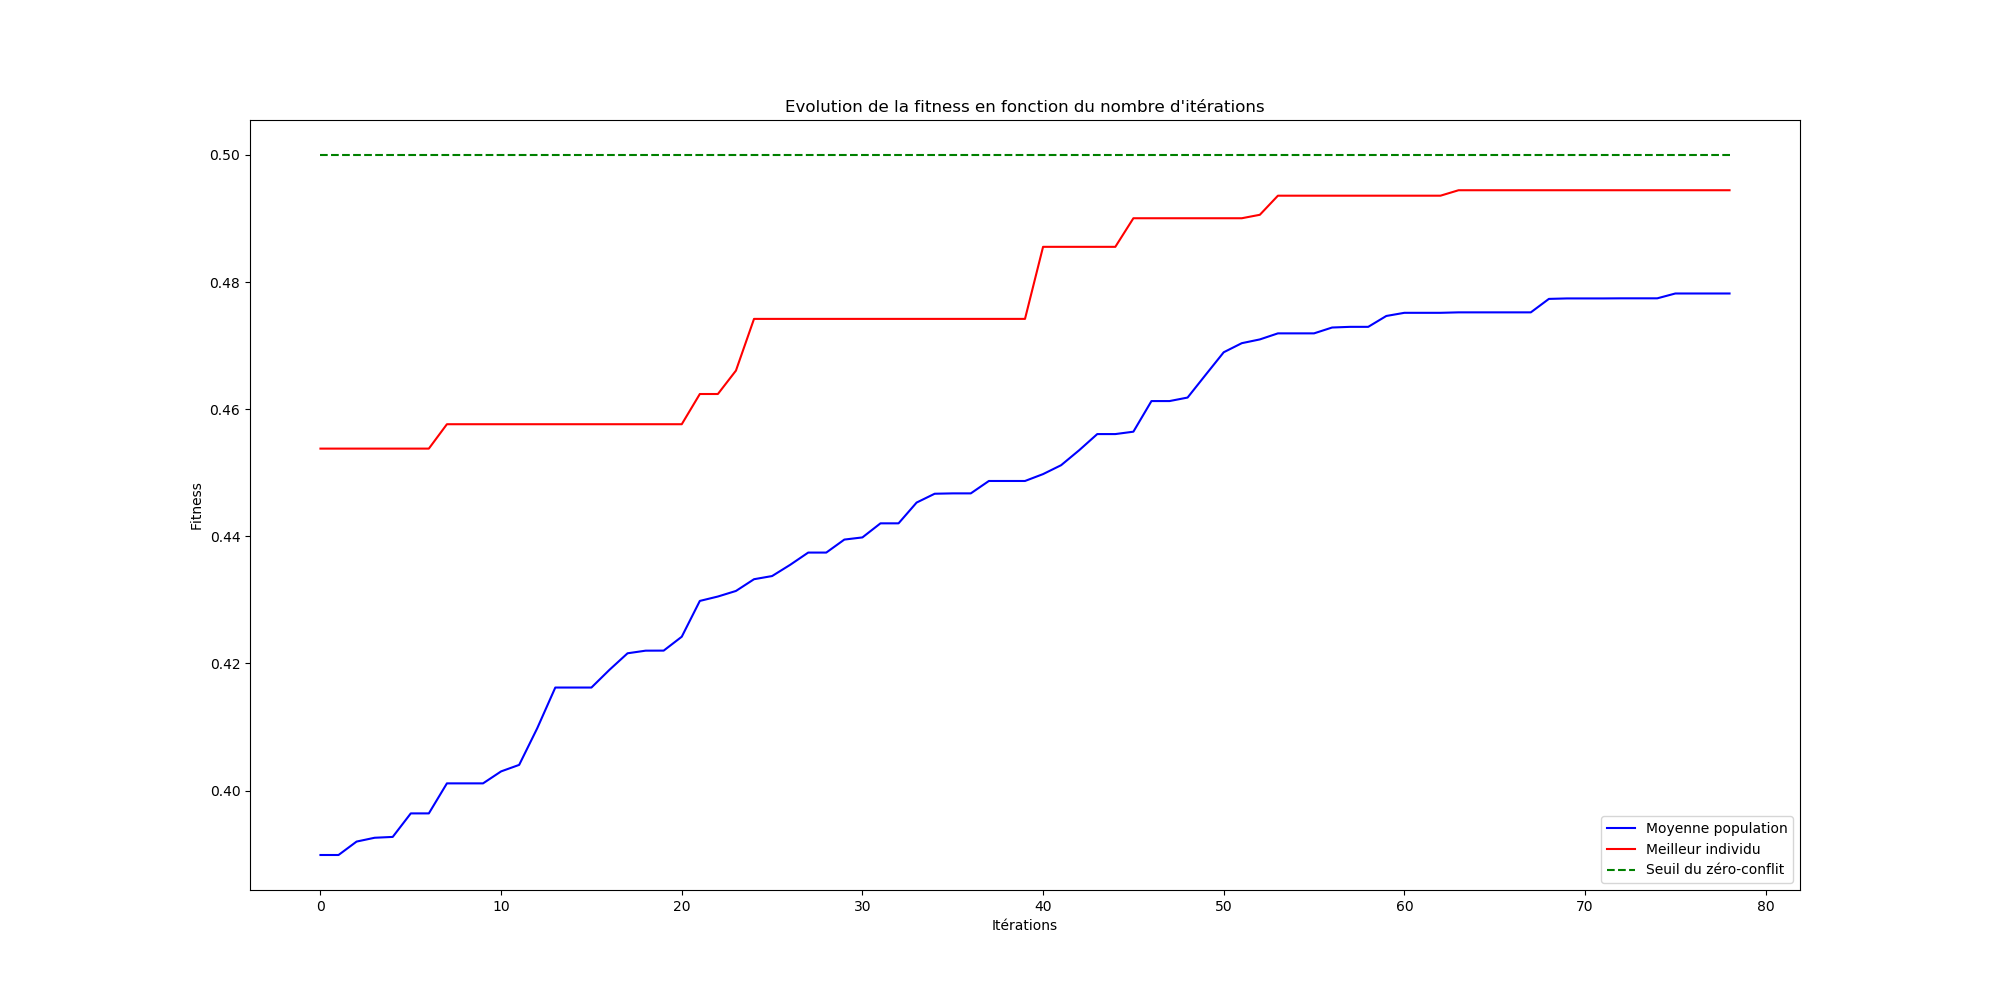 Evolution de la fitness en fonction du nombre d'itérations
0.50
0.48
0.46
0.44
0.42
0.40
Fitness
0 10 20 30 40 50 60 70 80
Itérations
Moyenne population
Meilleur individu
Seuil du zéro-conflit